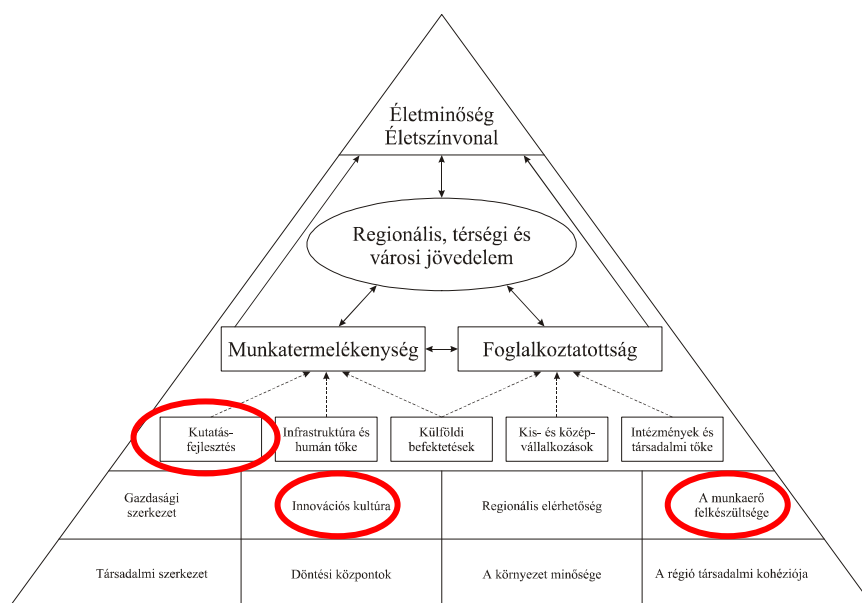 Életminőség
Életszínvonal
Regionális, térségi és
városi jövedelem
Munkatermelékenység
Foglalkoztatottság
Kutatás-
fejlesztés
Infrastruktúra és
humán tőke
Külföldi
befektetések
Kis- és közép-
vállalkozások
Intézmények és
társadalmi tőke
Gazdasági
szerkezet
Innovációs kultúra
Regionális elérhetőség
A munkaerő
felkészültsége
Társadalmi szerkezet
Döntési központok
A környezet minősége
A régió társadalmi kohéziója